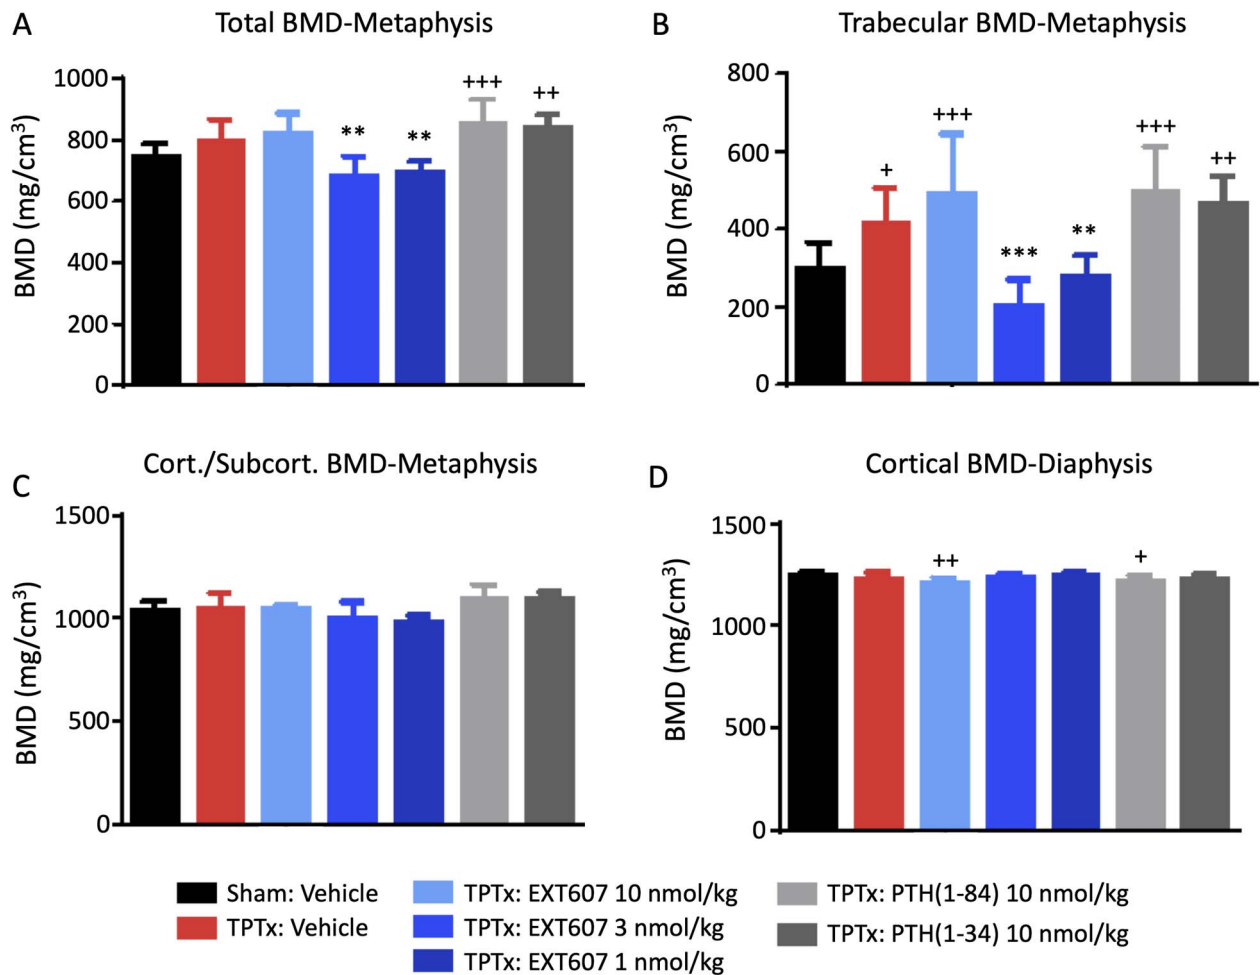 A
Total BMD-Metaphysis
BMD (mg/cm³)
1000
800
600
400
200
0
**
**
+++
++
B
Trabecular BMD-Metaphysis
BMD (mg/cm³)
800
600
400
200
0
+
+++
***
**
+++
++
C
Cort./Subcort. BMD-Metaphysis
BMD (mg/cm³)
1500
1000
500
0
D
Cortical BMD-Diaphysis
BMD (mg/cm³)
1500
1000
500
0
++
+
Sham: Vehicle
TPTx: Vehicle
TPTx: EXT607 10 nmol/kg
TPTx: EXT607 3 nmol/kg
TPTx: EXT607 1 nmol/kg
TPTx: PTH(1-84) 10 nmol/kg
TPTx: PTH(1-34) 10 nmol/kg